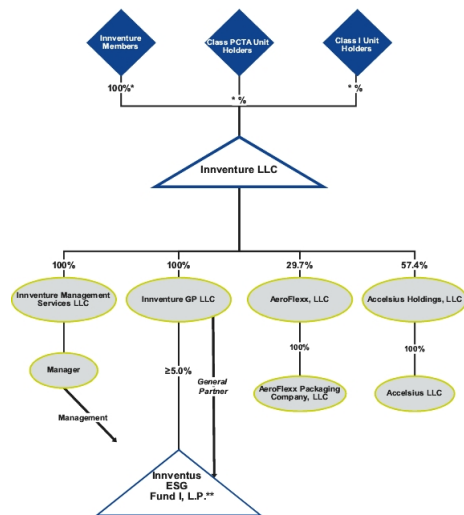 Innventure
Members
Class PCTA Unit
Holders
Class I Unit
Holders
100%*
* %
* %
Innventure LLC
100%
100%
29.7%
57.4%
Innventure Management
Services LLC
Innventure GP LLC
AeroFlexx, LLC
Accelsius Holdings, LLC
Manager
≥5.0%
General
Partner
100%
100%
AeroFlexx Packaging
Company, LLC
Accelsius LLC
Management
Innventus
ESG
Fund I, L.P.**